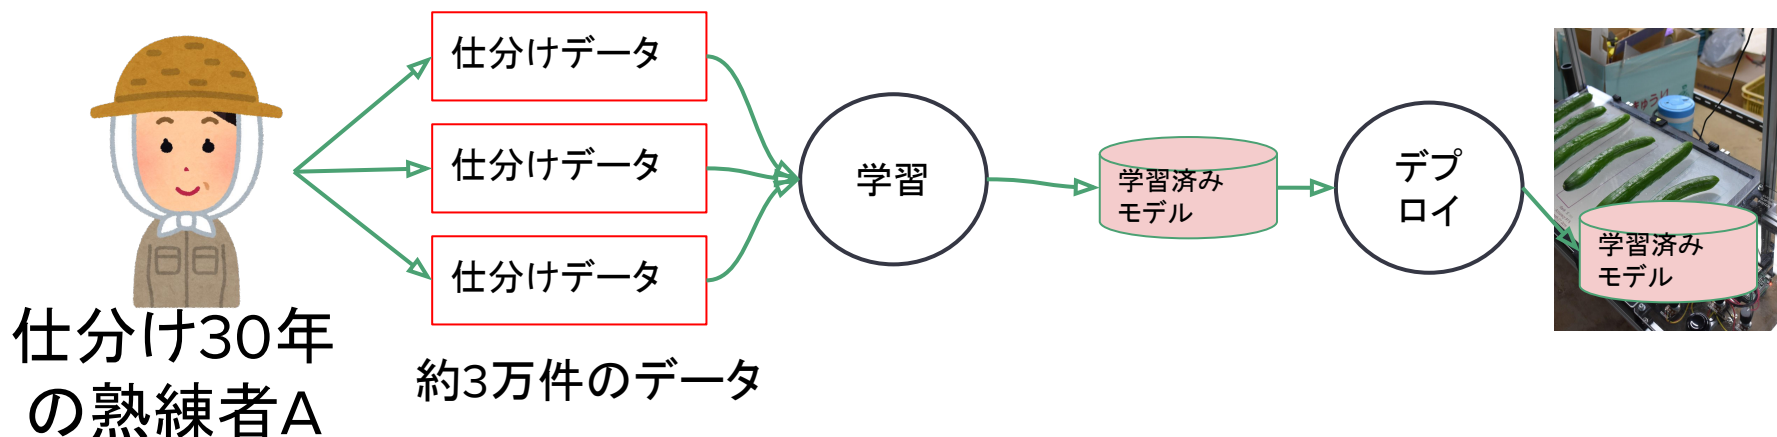 仕分け30年
の熟練者A
仕分けデータ
仕分けデータ
仕分けデータ
約3万件のデータ
学習
学習済み
モデル
デプ
ロイ
学習済み
モデル